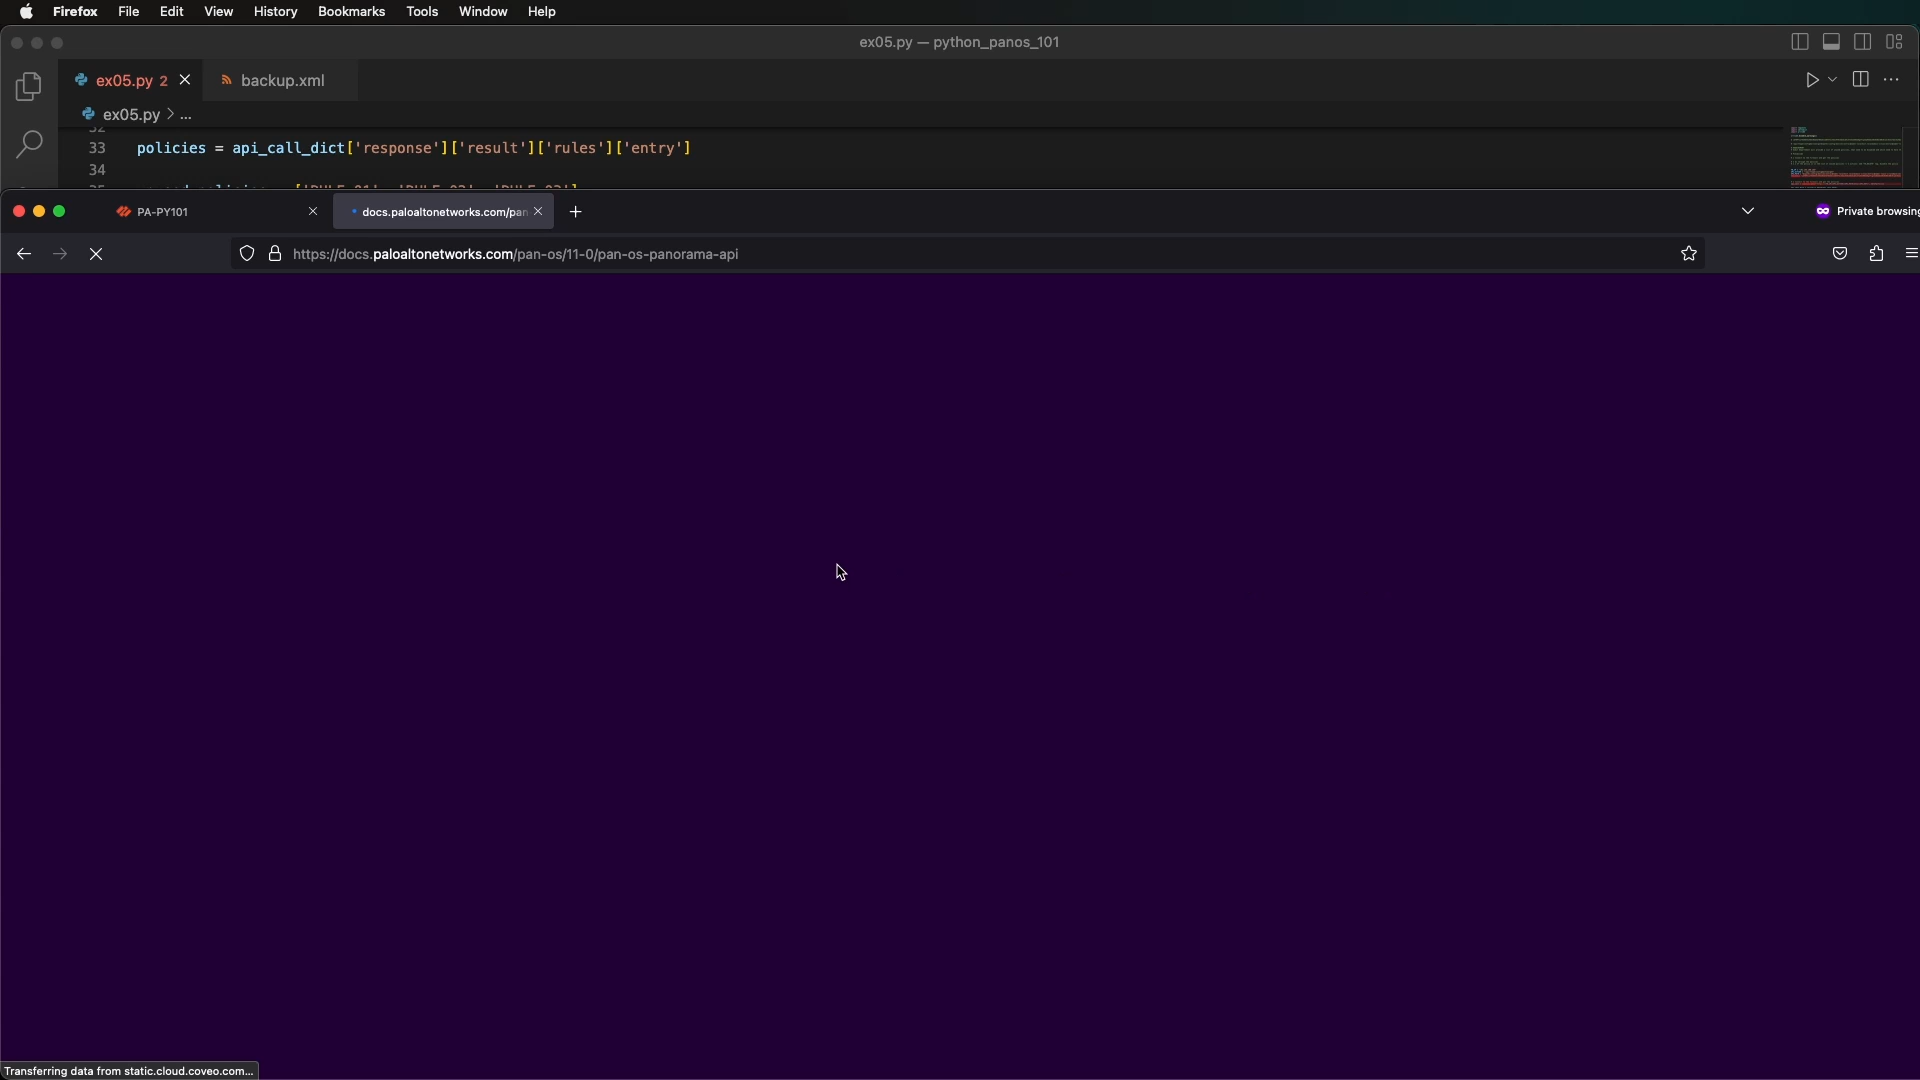 Firefox File Edit View History Bookmarks Tools Window Help
ex05.py — python_panos_101
ex05.py 2 backup.xml
ex05.py > ...
32
33 policies = api_call_dict['response']['result']['rules']['entry']
34
PA-PY101 docs.paloaltonetworks.com/pan Private browsing
https://docs.paloaltonetworks.com/pan-os/11-0/pan-os-panorama-api
Transferring data from static.cloud.coveo.com...